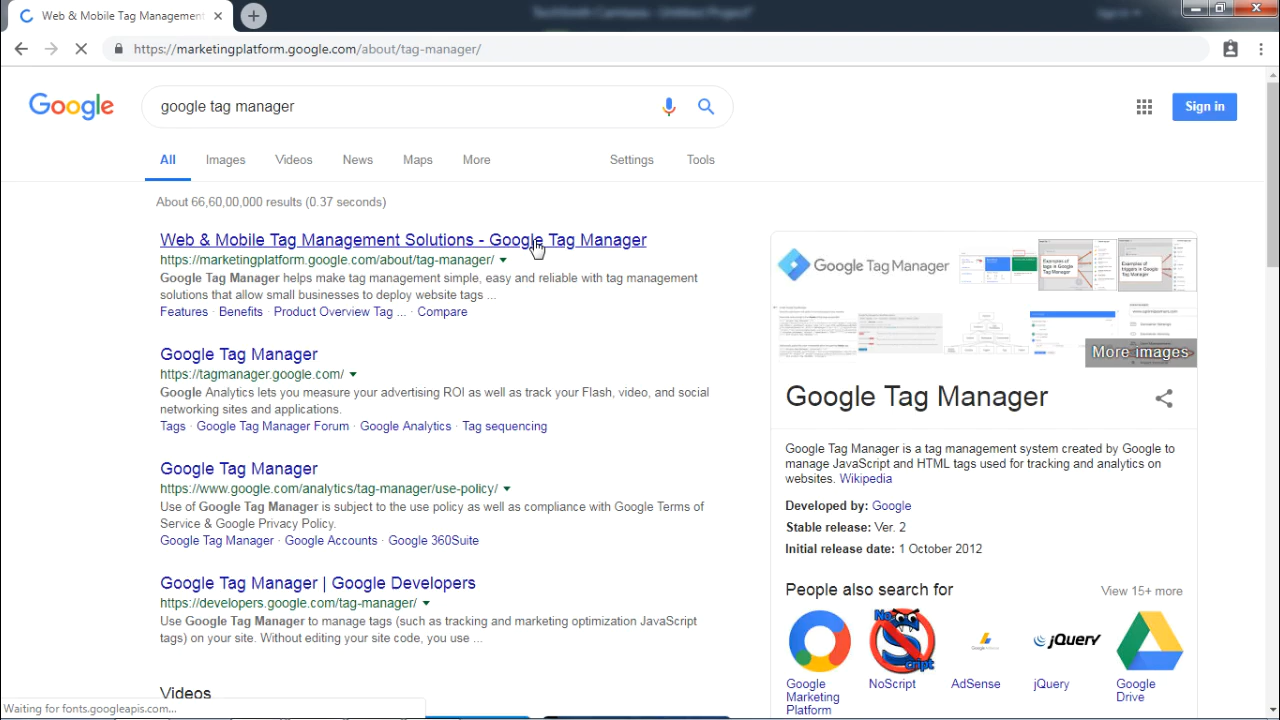 TechSmith Camtasia - Untitled Project*
Sign in
Web & Mobile Tag Management
https://marketingplatform.google.com/about/tag-manager/
Google
google tag manager
Sign in
All Images Videos News Maps More Settings Tools
About 66,60,00,000 results (0.37 seconds)
Web & Mobile Tag Management Solutions - Google Tag Manager
https://marketingplatform.google.com/about/tag-manager/
Google Tag Manager helps make tag management simple, easy and reliable with tag management
solutions that allow small businesses to deploy website tags ...
Features · Benefits · Product Overview Tag ... · Compare
Google Tag Manager
https://tagmanager.google.com/
Google Analytics lets you measure your advertising ROI as well as track your Flash, video, and social
networking sites and applications.
Tags · Google Tag Manager Forum · Google Analytics · Tag sequencing
Google Tag Manager
https://www.google.com/analytics/tag-manager/use-policy/
Use of Google Tag Manager is subject to the use policy as well as compliance with Google Terms of
Service & Google Privacy Policy.
Google Tag Manager · Google Accounts · Google 360Suite
Google Tag Manager | Google Developers
https://developers.google.com/tag-manager/
Use Google Tag Manager to manage tags (such as tracking and marketing optimization JavaScript
tags) on your site. Without editing your site code, you use ...
Videos
Waiting for fonts.googleapis.com...
Google Tag Manager
More images
Google Tag Manager
Google Tag Manager is a tag management system created by Google to
manage JavaScript and HTML tags used for tracking and analytics on
websites. Wikipedia
Developed by: Google
Stable release: Ver. 2
Initial release date: 1 October 2012
People also search for
View 15+ more
No
Script
jQuery
Google
Marketing
Platform
NoScript
AdSense
jQuery
Google
Drive